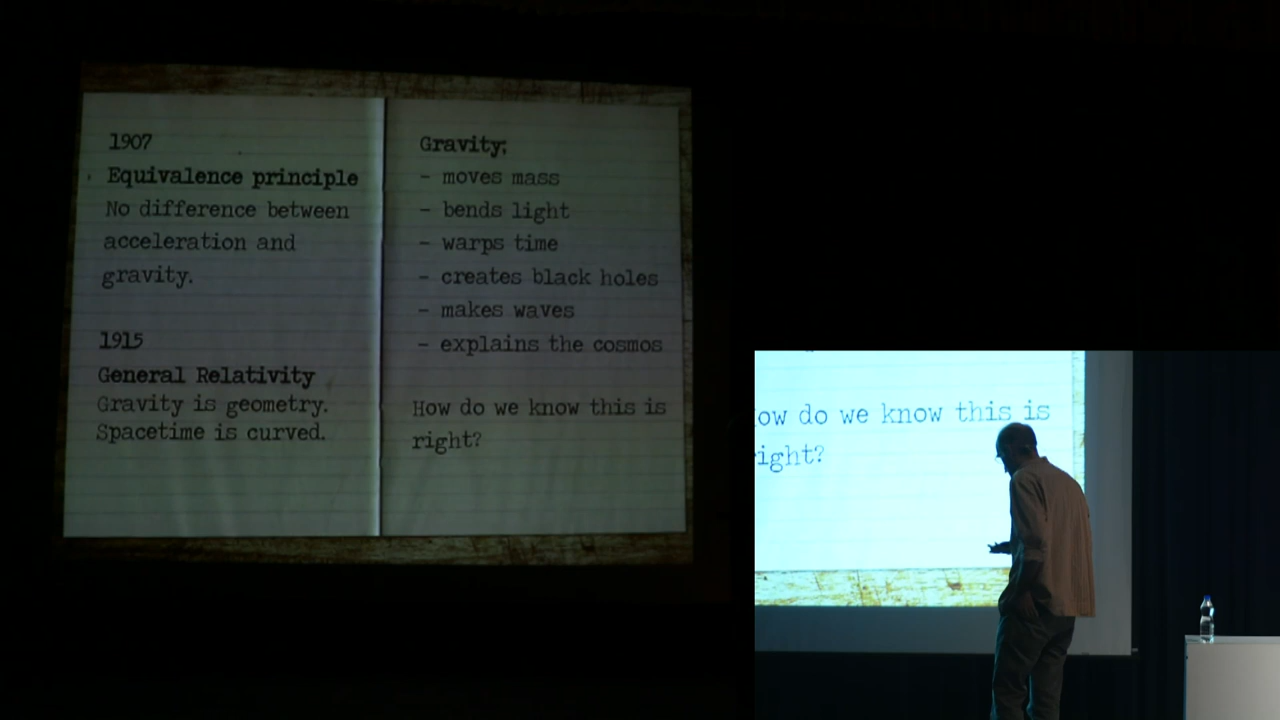 1907
Equivalence principle
No difference between
acceleration and
gravity.
1915
General Relativity
Gravity is geometry.
Spacetime is curved.
Gravity:
- moves mass
- bends light
- warps time
- creates black holes
- makes waves
- explains the cosmos
How do we know this is
right?
ow do we know this is
ight?